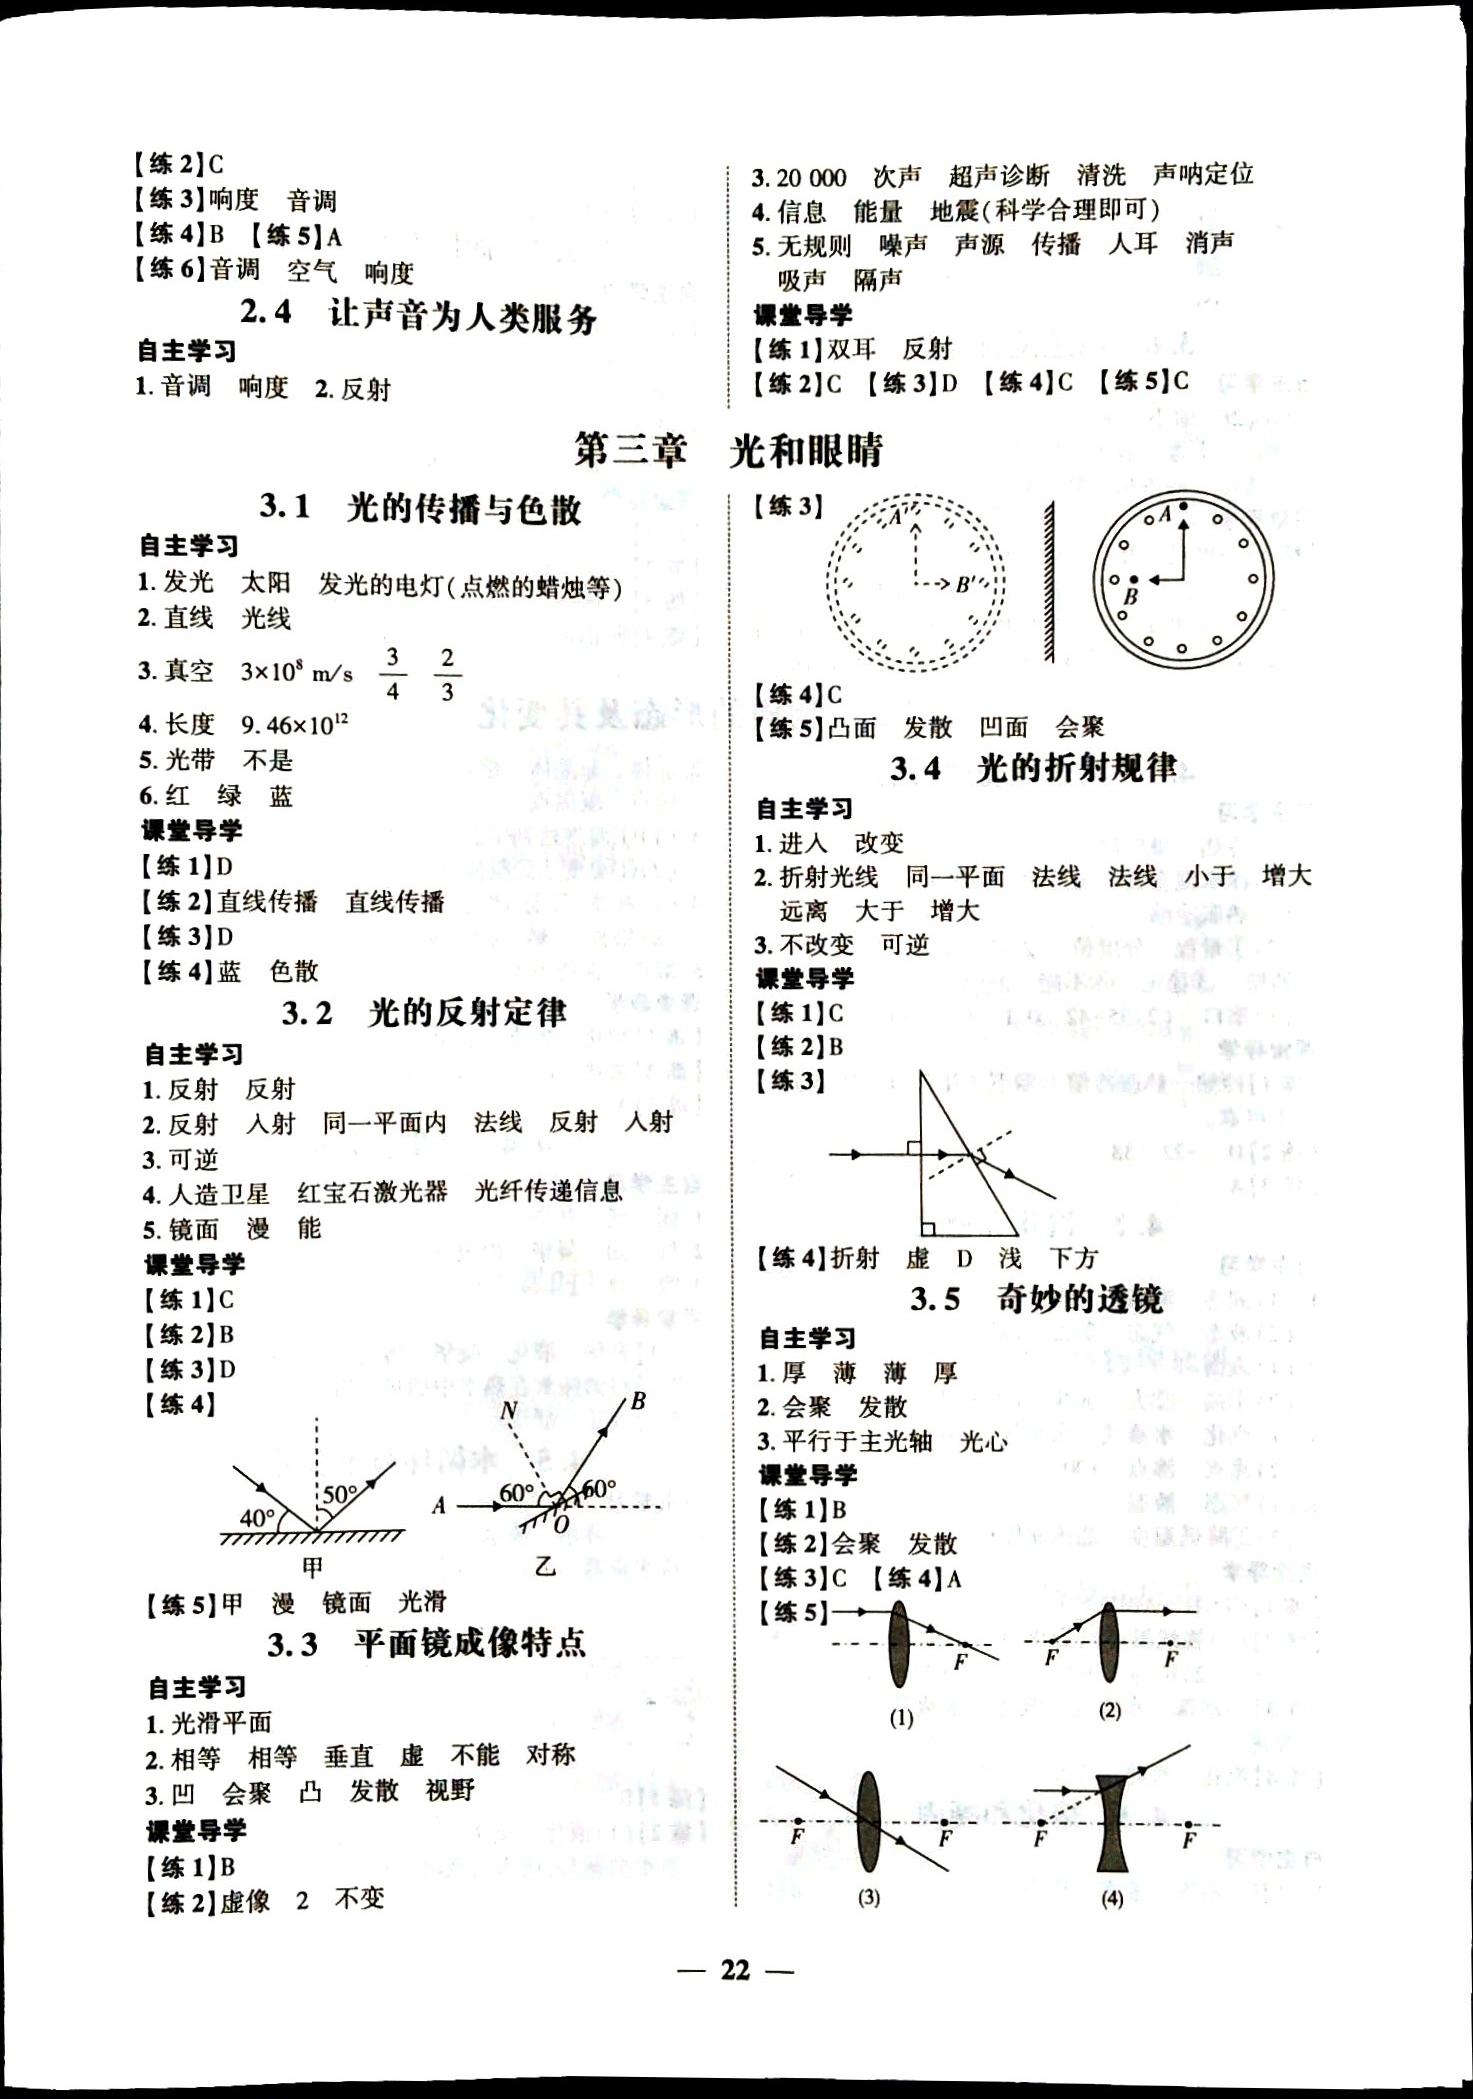 【练2】C
【练3】响度 音调
【练4】B 【练5】A
【练6】音调 空气 响度
2.4 让声音为人类服务
自主学习
1.音调 响度 2.反射
3.20 000 次声 超声诊断 清洗 声呐定位
4.信息 能量 地震(科学合理即可)
5.无规则 噪声 声源 传播 人耳 消声
吸声 隔声
课堂导学
【练1】双耳 反射
【练2】C 【练3】D 【练4】C 【练5】C
第三章 光和眼睛
3.1 光的传播与色散
自主学习
1.发光 太阳 发光的电灯(点燃的蜡烛等)
2.直线 光线
3.真空 3×10⁸ m/s 3/4 2/3
4.长度 9.46×10¹²
5.光带 不是
6.红 绿 蓝
课堂导学
【练1】D
【练2】直线传播 直线传播
【练3】D
【练4】蓝 色散
3.2 光的反射定律
自主学习
1.反射 反射
2.反射 入射 同一平面内 法线 反射 入射
3.可逆
4.人造卫星 红宝石激光器 光纤传递信息
5.镜面 漫 能
课堂导学
【练1】C
【练2】B
【练3】D
【练4】
40° 50° 甲
N B A 60° 60° O 乙
【练5】甲 漫 镜面 光滑
3.3 平面镜成像特点
自主学习
1.光滑平面
2.相等 相等 垂直 虚 不能 对称
3.凹 会聚 凸 发散 视野
课堂导学
【练1】B
【练2】虚像 2 不变
【练3】
A′ B′ A B
【练4】C
【练5】凸面 发散 凹面 会聚
3.4 光的折射规律
自主学习
1.进入 改变
2.折射光线 同一平面 法线 法线 小于 增大
远离 大于 增大
3.不改变 可逆
课堂导学
【练1】C
【练2】B
【练3】
【练4】折射 虚 D 浅 下方
3.5 奇妙的透镜
自主学习
1.厚 薄 薄 厚
2.会聚 发散
3.平行于主光轴 光心
课堂导学
【练1】B
【练2】会聚 发散
【练3】C 【练4】A
【练5】
F F F
(1) (2)
F F F F
(3) (4)
— 22 —